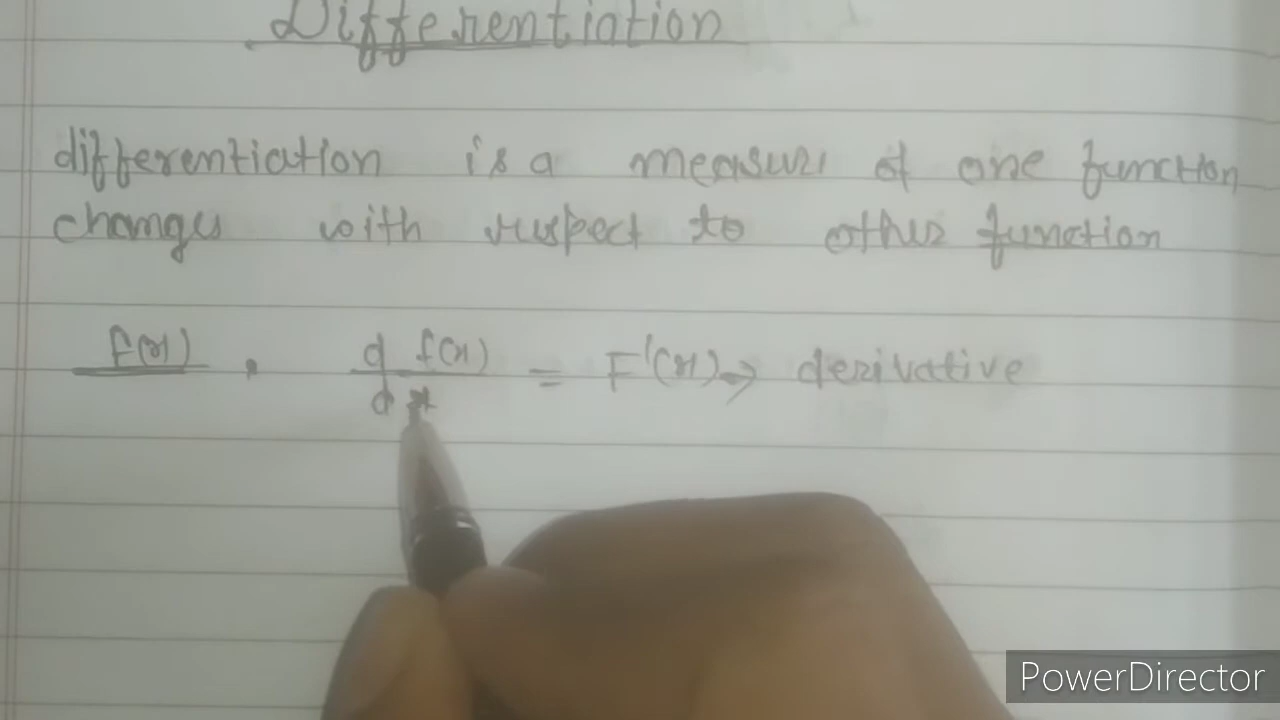 Differentiation
differentiation is a measure of one function
changes with respect to other function
f(x) . d f(x) / dx = F'(x) → derivative
PowerDirector